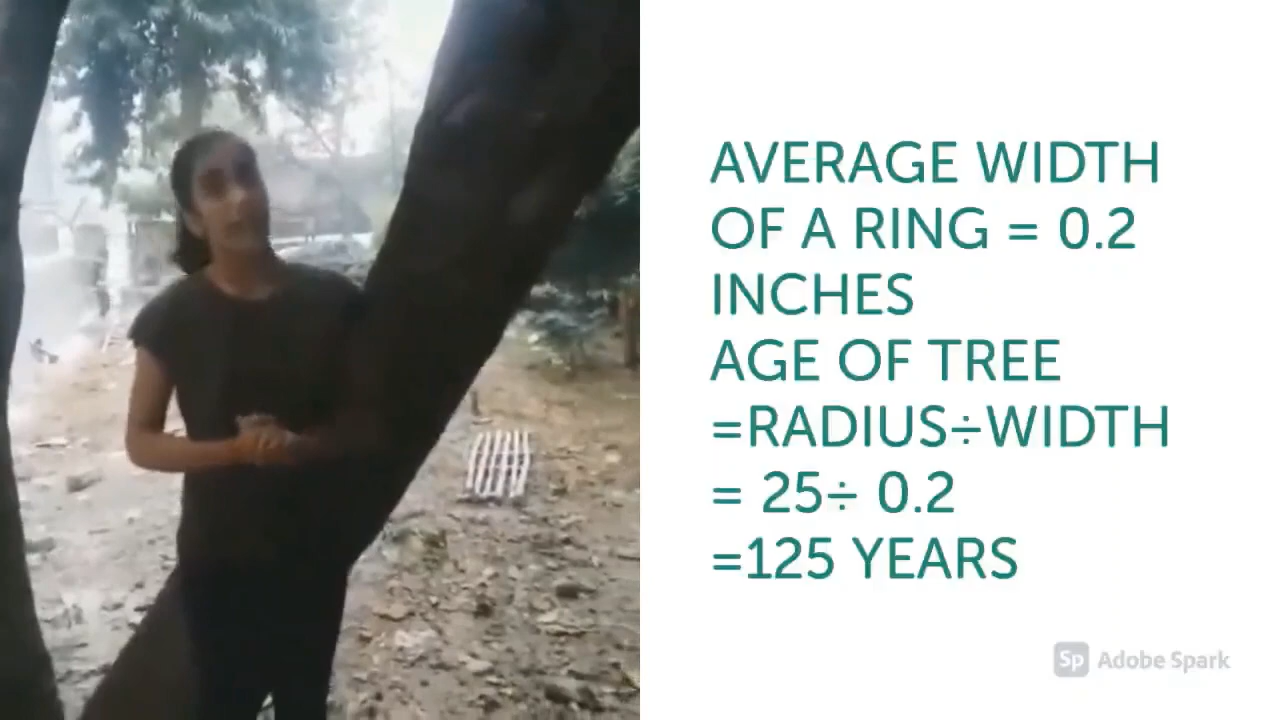 AVERAGE WIDTH
OF A RING = 0.2
INCHES
AGE OF TREE
=RADIUS÷WIDTH
= 25÷ 0.2
=125 YEARS
Sp Adobe Spark